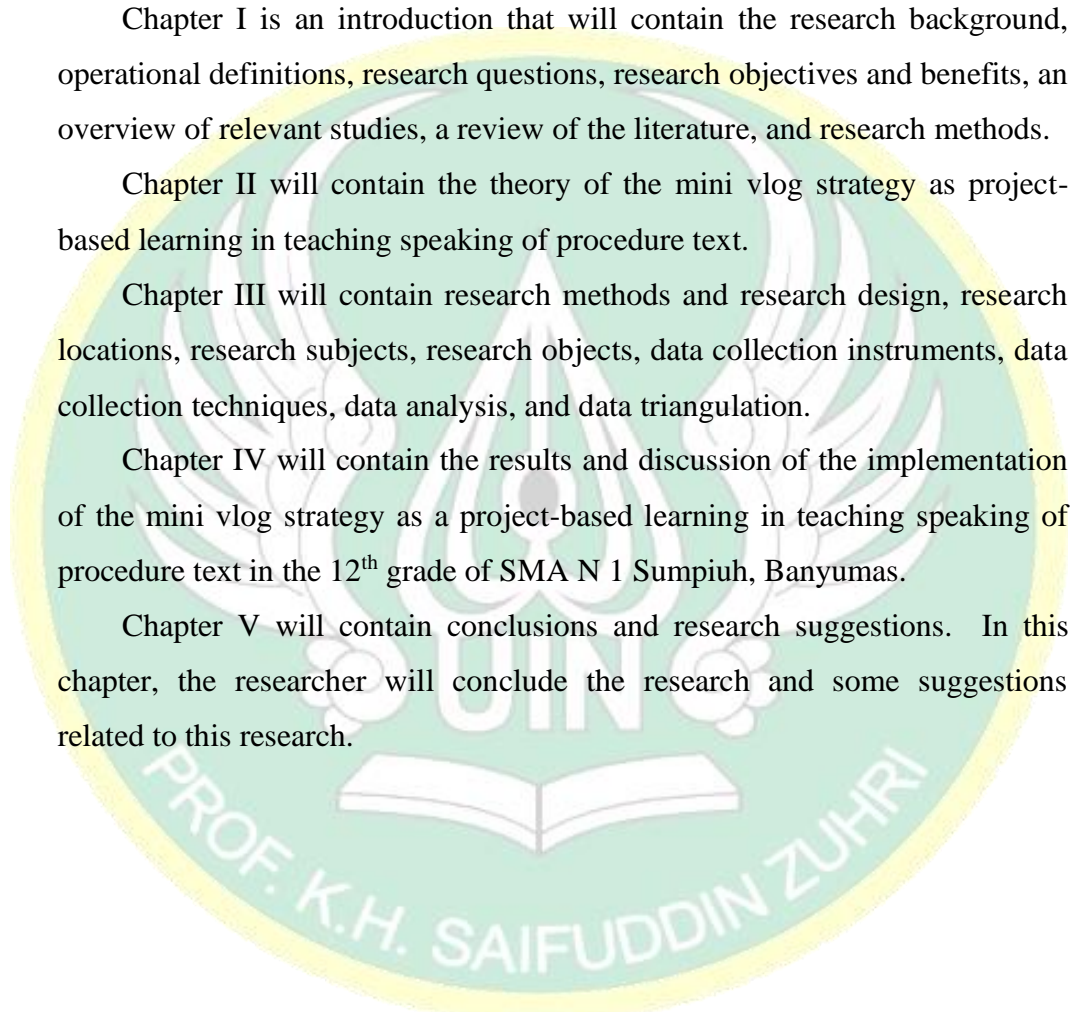 Chapter I is an introduction that will contain the research background,
operational definitions, research questions, research objectives and benefits, an
overview of relevant studies, a review of the literature, and research methods.
Chapter II will contain the theory of the mini vlog strategy as project-
based learning in teaching speaking of procedure text.
Chapter III will contain research methods and research design, research
locations, research subjects, research objects, data collection instruments, data
collection techniques, data analysis, and data triangulation.
Chapter IV will contain the results and discussion of the implementation
of the mini vlog strategy as a project-based learning in teaching speaking of
procedure text in the 12th grade of SMA N 1 Sumpiuh, Banyumas.
Chapter V will contain conclusions and research suggestions. In this
chapter, the researcher will conclude the research and some suggestions
related to this research.
UIN
PROF. K.H. SAIFUDDIN ZUHRI